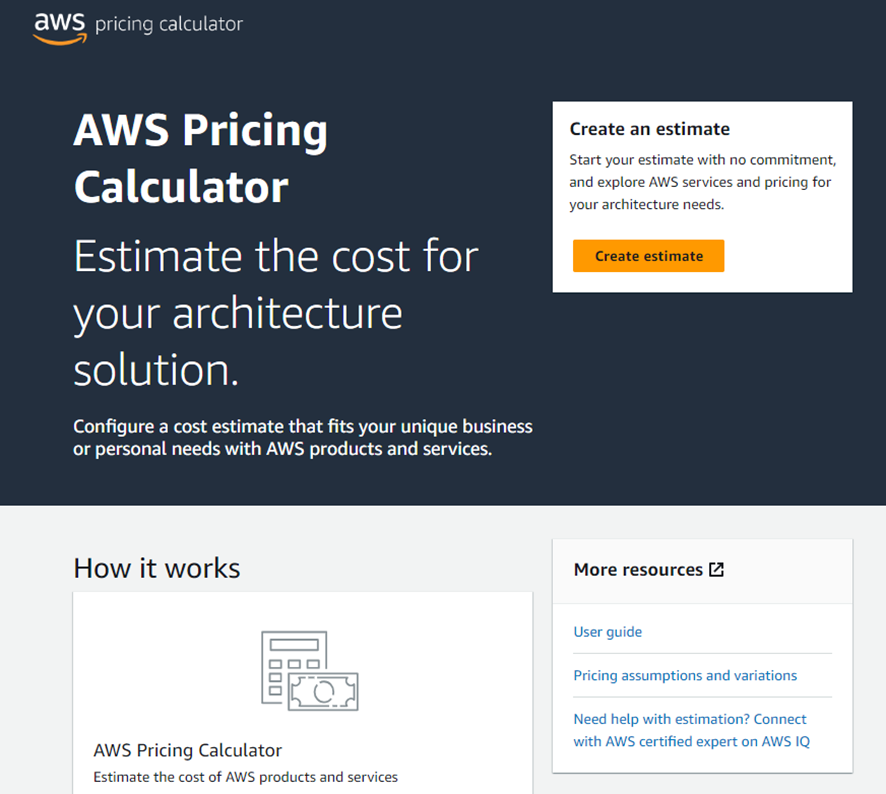 aws pricing calculator
AWS Pricing
Calculator
Estimate the cost for
your architecture
solution.
Configure a cost estimate that fits your unique business
or personal needs with AWS products and services.
Create an estimate
Start your estimate with no commitment,
and explore AWS services and pricing for
your architecture needs.
Create estimate
How it works
AWS Pricing Calculator
Estimate the cost of AWS products and services
More resources
User guide
Pricing assumptions and variations
Need help with estimation? Connect
with AWS certified expert on AWS IQ